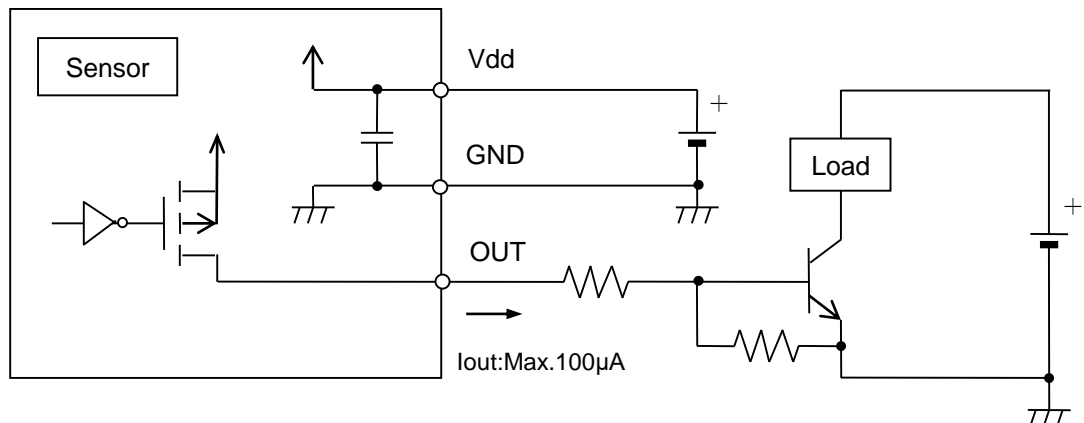 Vdd
Sensor
+
GND
Load
+
OUT
Iout:Max.100µA